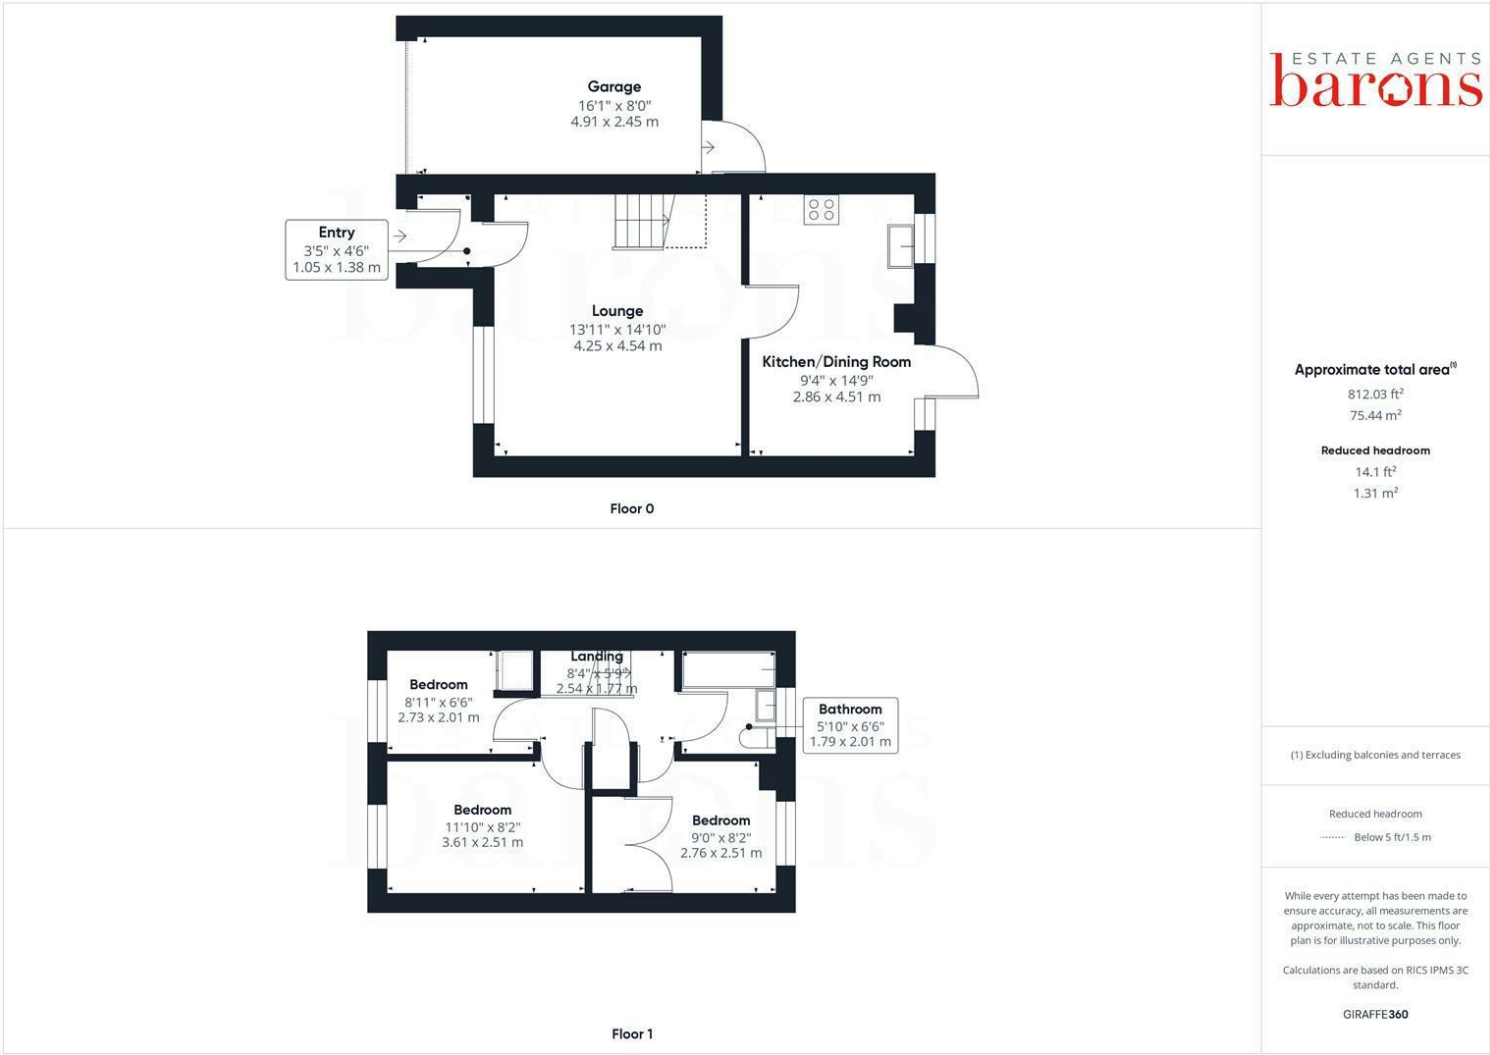 Garage
16'1" x 8'0"
4.91 x 2.45 m
Entry
3'5" x 4'6"
1.05 x 1.38 m
Lounge
13'11" x 14'10"
4.25 x 4.54 m
Kitchen/Dining Room
9'4" x 14'9"
2.86 x 4.51 m
Floor 0
Landing
8'4" x 5'9"
2.54 x 1.77 m
Bedroom
8'11" x 6'6"
2.73 x 2.01 m
Bathroom
5'10" x 6'6"
1.79 x 2.01 m
Bedroom
11'10" x 8'2"
3.61 x 2.51 m
Bedroom
9'0" x 8'2"
2.76 x 2.51 m
Floor 1
ESTATE AGENTS
barons
Approximate total area(1)
812.03 ft²
75.44 m²
Reduced headroom
14.1 ft²
1.31 m²
(1) Excluding balconies and terraces
Reduced headroom
Below 5 ft/1.5 m
While every attempt has been made to
ensure accuracy, all measurements are
approximate, not to scale. This floor
plan is for illustrative purposes only.
Calculations are based on RICS IPMS 3C
standard.
GIRAFFE360